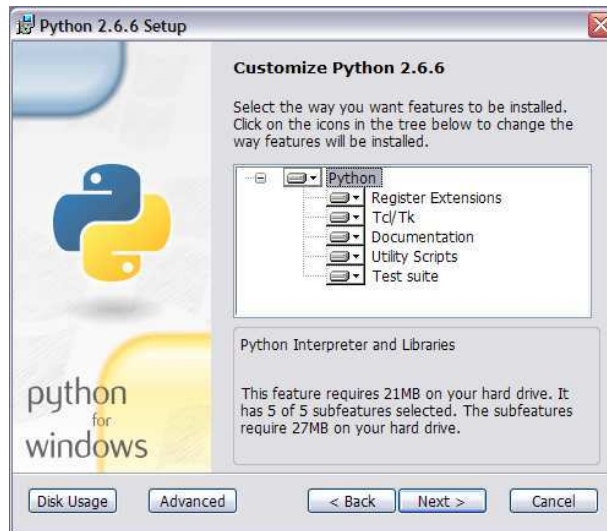 Python 2.6.6 Setup
Customize Python 2.6.6
Select the way you want features to be installed.
Click on the icons in the tree below to change the
way features will be installed.
Python
Register Extensions
Tcl/Tk
Documentation
Utility Scripts
Test suite
Python Interpreter and Libraries
This feature requires 21MB on your hard drive. It
has 5 of 5 subfeatures selected. The subfeatures
require 27MB on your hard drive.
python
for
windows
Disk Usage
Advanced
< Back
Next >
Cancel